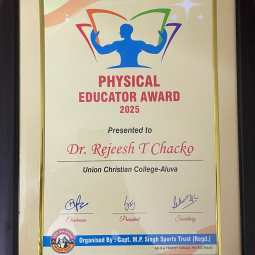 PHYSICAL
EDUCATOR AWARD
2025
Presented to
Dr. Rejeesh T Chacko
Union Christian College-Aluva
Chairman President Secretary
Organised By : Capt. M.P. Singh Sports Trust (Regd.)